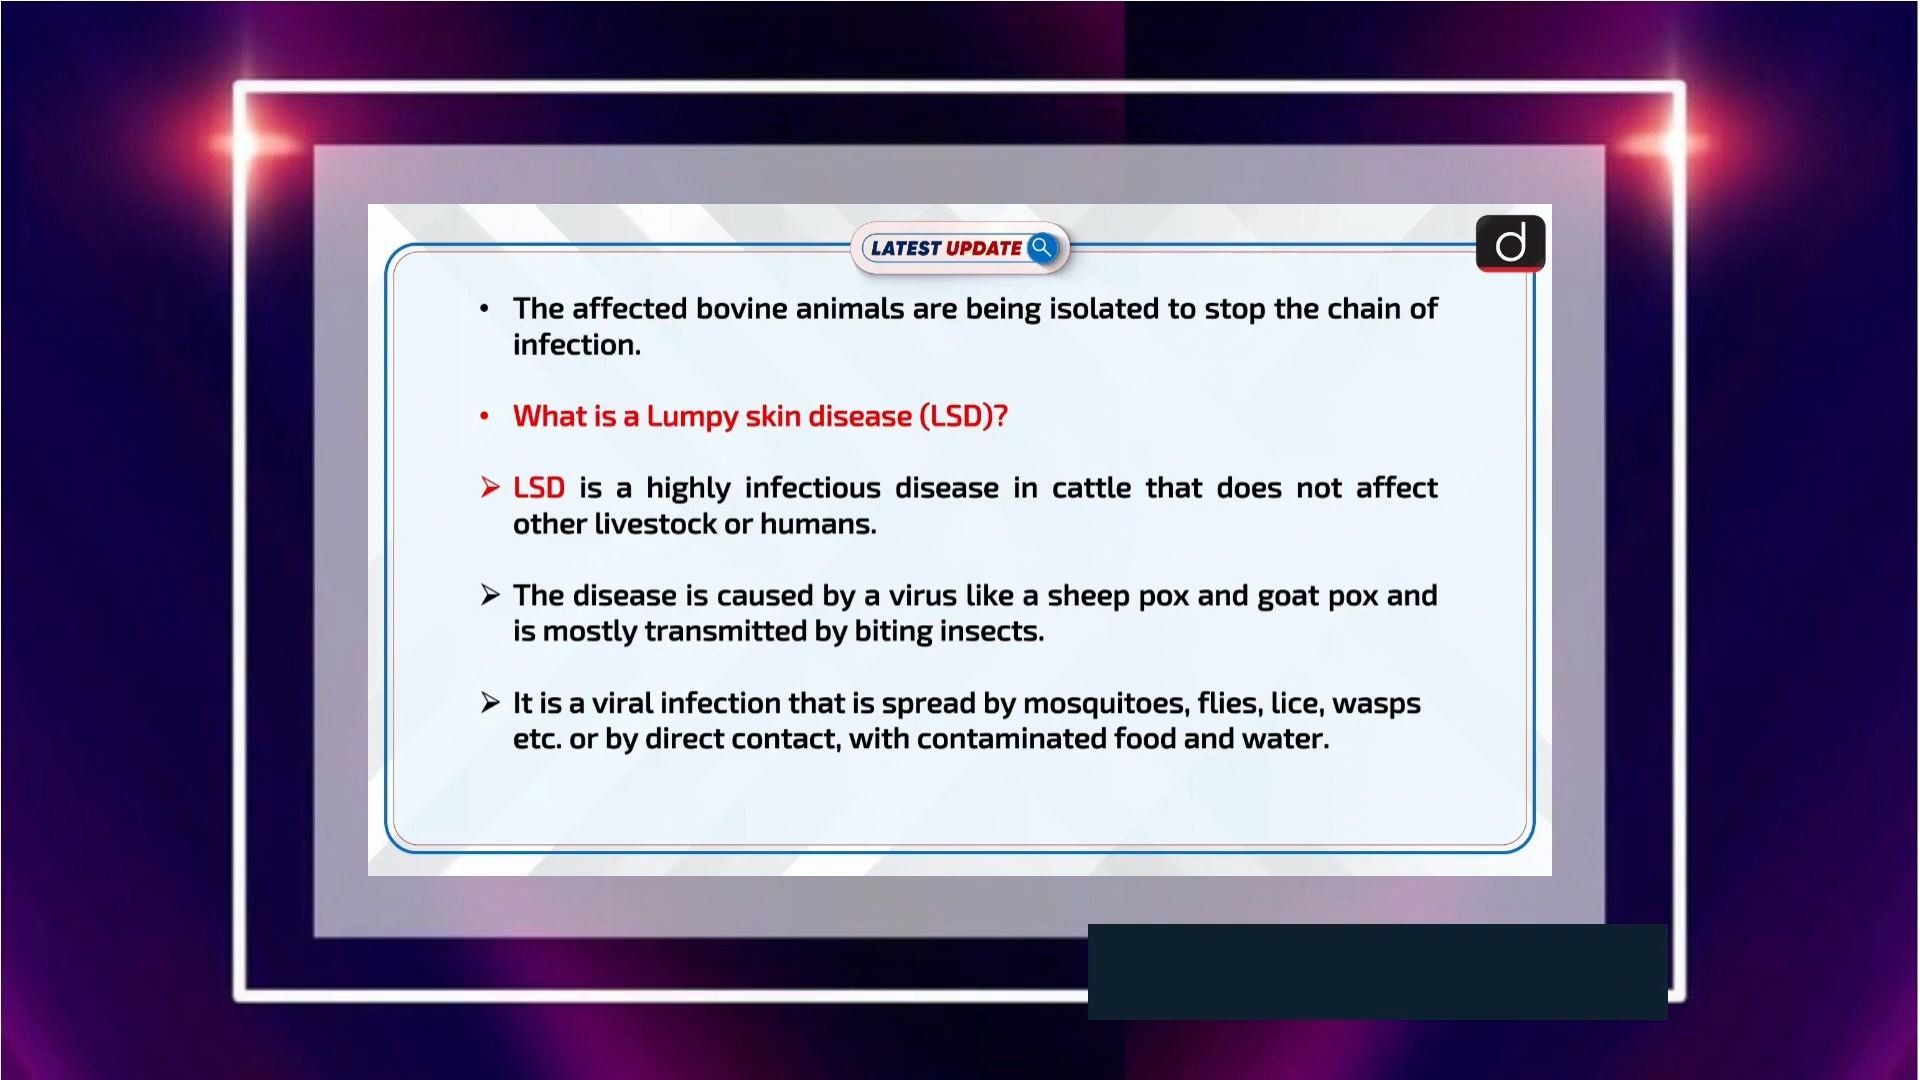 LATEST UPDATE
d
• The affected bovine animals are being isolated to stop the chain of
infection.
• What is a Lumpy skin disease (LSD)?
➢ LSD is a highly infectious disease in cattle that does not affect
other livestock or humans.
➢ The disease is caused by a virus like a sheep pox and goat pox and
is mostly transmitted by biting insects.
➢ It is a viral infection that is spread by mosquitoes, flies, lice, wasps
etc. or by direct contact, with contaminated food and water.